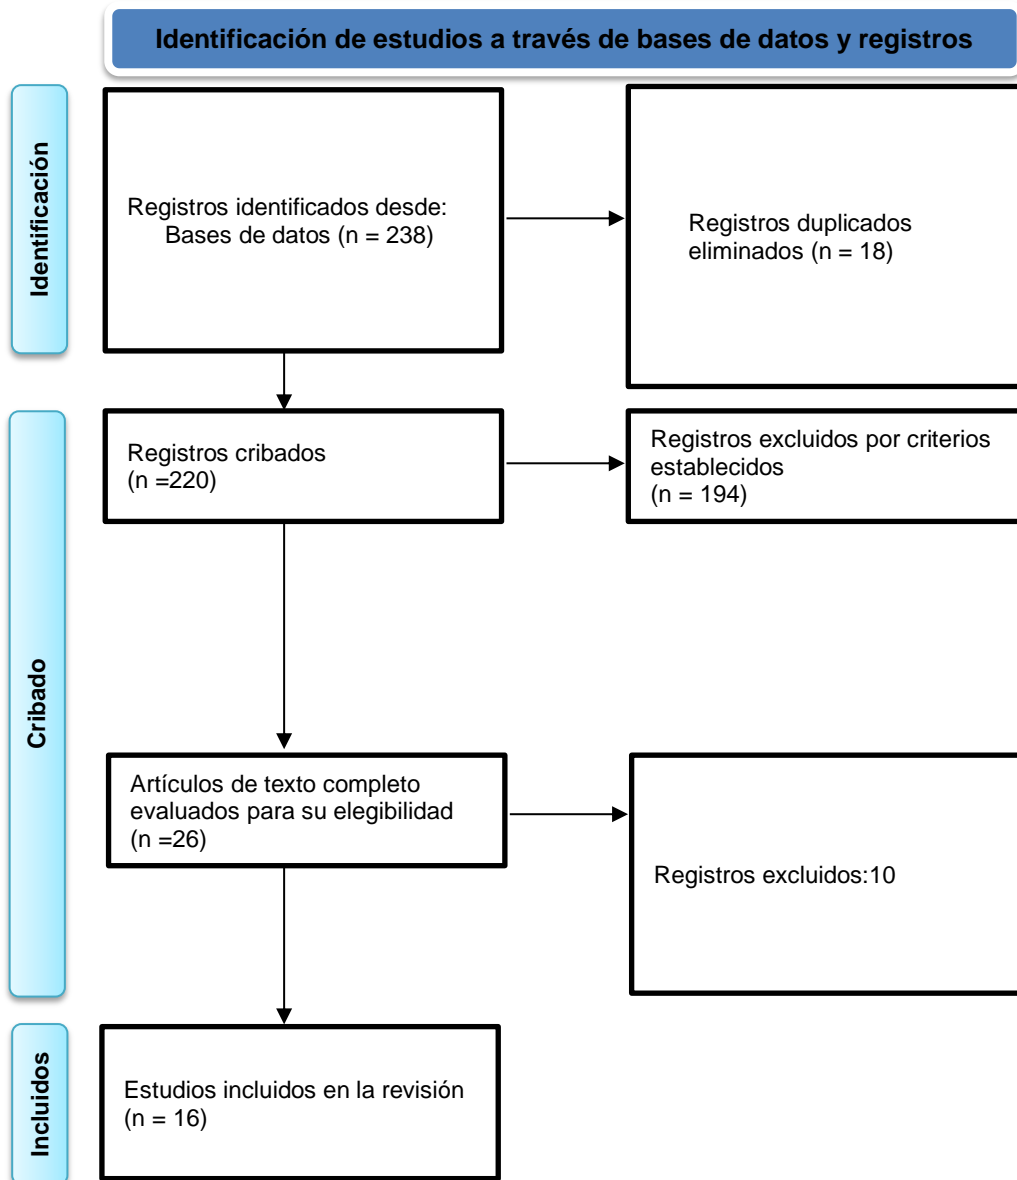 Identificación de estudios a través de bases de datos y registros
Identificación
Registros identificados desde:
Bases de datos (n = 238)
Registros duplicados
eliminados (n = 18)
Cribado
Registros cribados
(n =220)
Registros excluidos por criterios
establecidos
(n = 194)
Artículos de texto completo
evaluados para su elegibilidad
(n =26)
Registros excluidos:10
Incluidos
Estudios incluidos en la revisión
(n = 16)